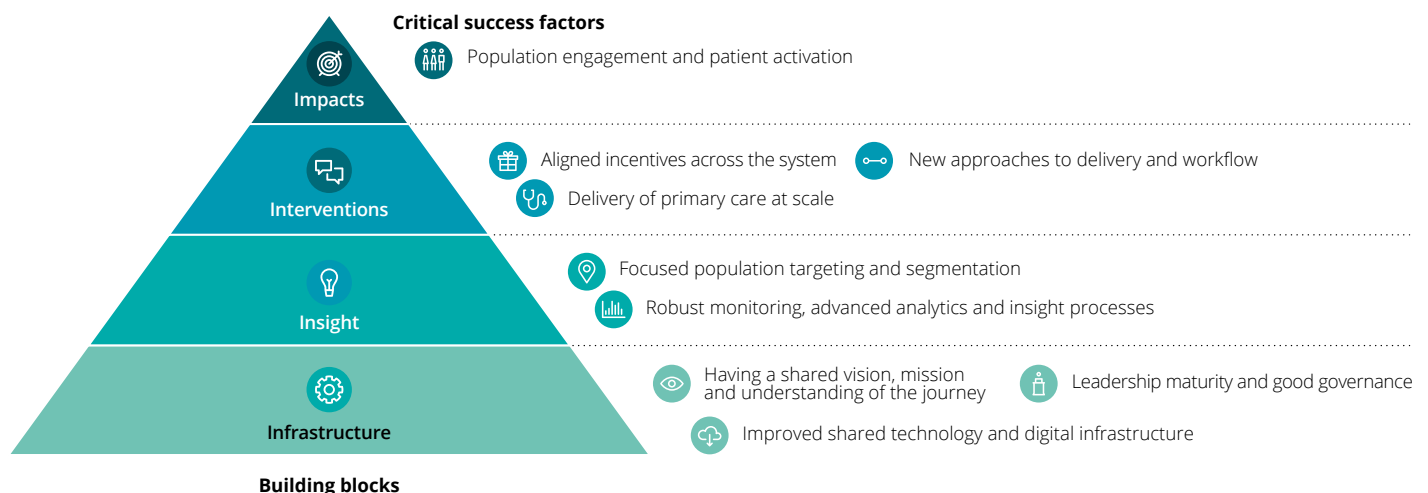 Critical success factors
Population engagement and patient activation
Impacts
Aligned incentives across the system
New approaches to delivery and workflow
Delivery of primary care at scale
Interventions
Focused population targeting and segmentation
Robust monitoring, advanced analytics and insight processes
Insight
Having a shared vision, mission
and understanding of the journey
Leadership maturity and good governance
Improved shared technology and digital infrastructure
Infrastructure
Building blocks